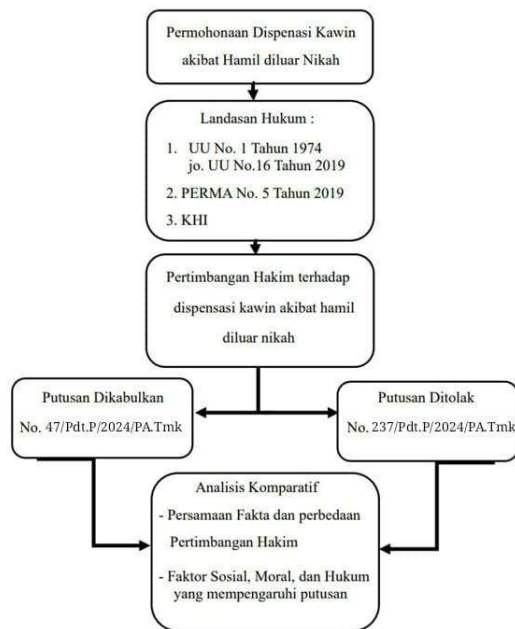 Permohonaan Dispenasi Kawin
akibat Hamil diluar Nikah
Landasan Hukum :
1. UU No. 1 Tahun 1974
jo. UU No.16 Tahun 2019
2. PERMA No. 5 Tahun 2019
3. KHI
Pertimbangan Hakim terhadap
dispensasi kawin akibat hamil
diluar nikah
Putusan Dikabulkan
No. 47/Pdt.P/2024/PA.Tmk
Putusan Ditolak
No. 237/Pdt.P/2024/PA.Tmk
Analisis Komparatif
- Persamaan Fakta dan perbedaan
Pertimbangan Hakim
- Faktor Sosial, Moral, dan Hukum
yang mempengaruhi putusan